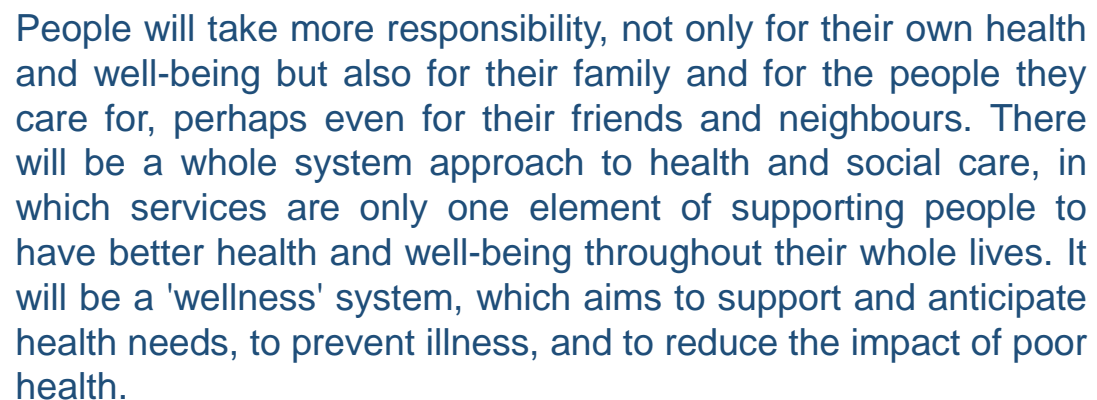 People will take more responsibility, not only for their own health
and well-being but also for their family and for the people they
care for, perhaps even for their friends and neighbours. There
will be a whole system approach to health and social care, in
which services are only one element of supporting people to
have better health and well-being throughout their whole lives. It
will be a 'wellness' system, which aims to support and anticipate
health needs, to prevent illness, and to reduce the impact of poor
health.